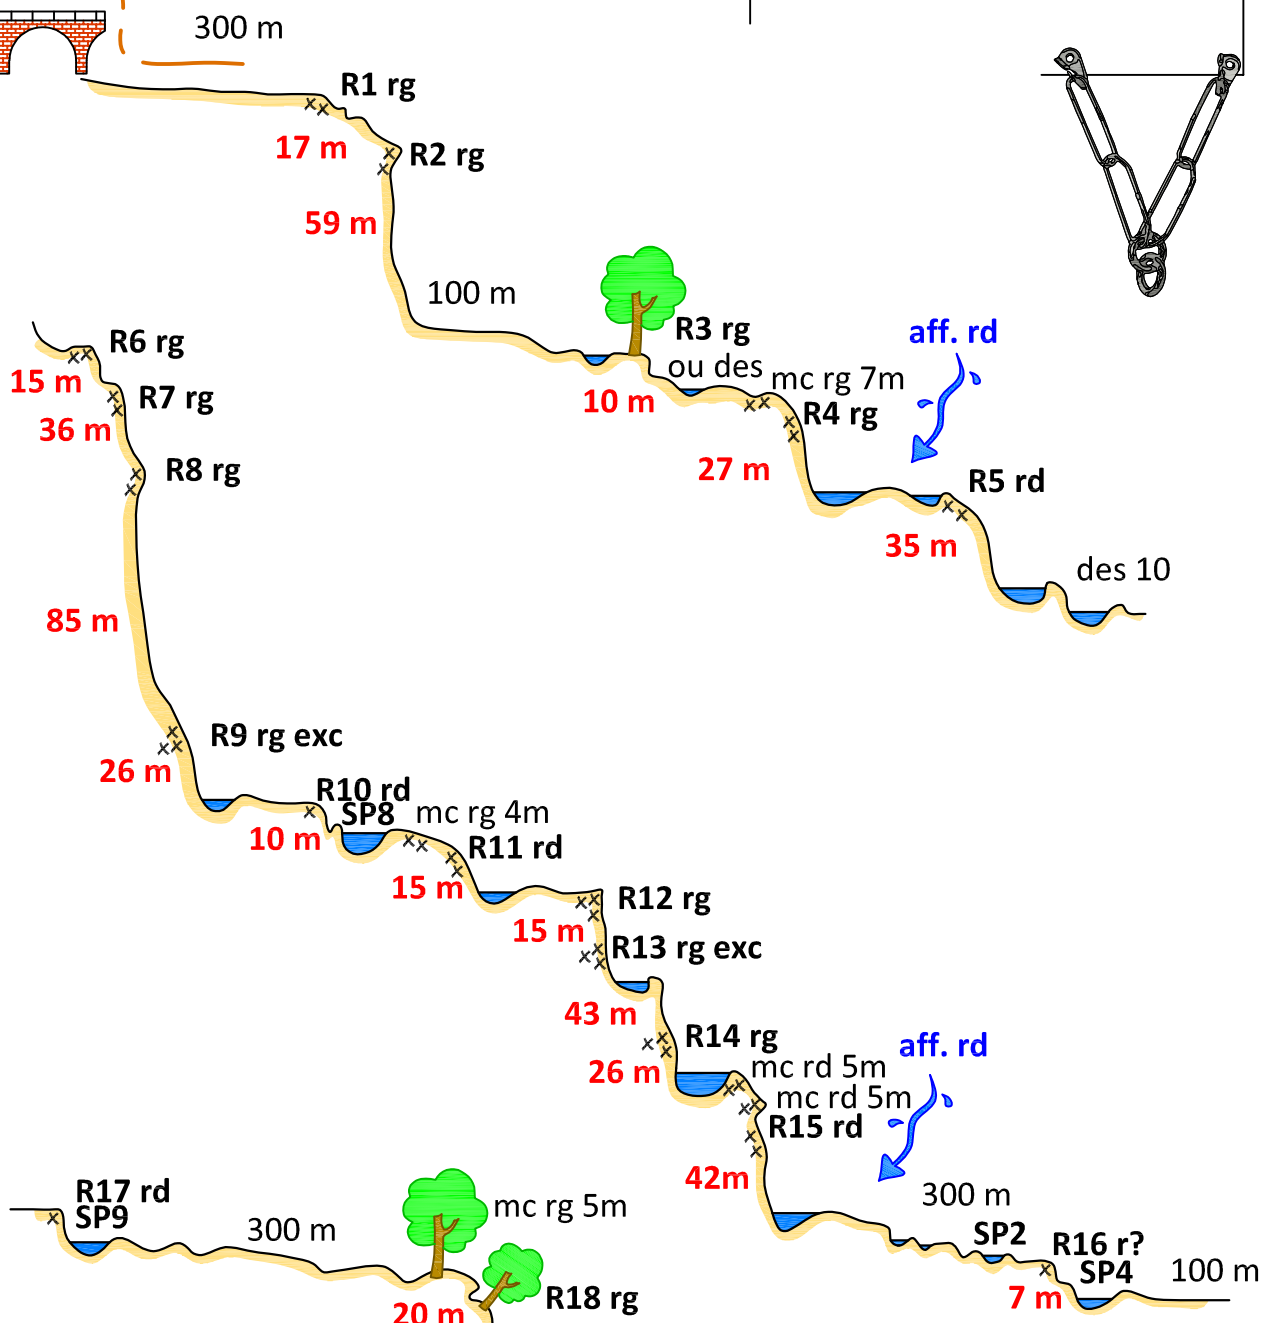 300 m
R1 rg
17 m
R2 rg
59 m
100 m
R3 rg
ou des
10 m
mc rg 7m
R4 rg
27 m
aff. rd
R5 rd
35 m
des 10
R6 rg
15 m
R7 rg
36 m
R8 rg
85 m
R9 rg exc
26 m
R10 rd
SP8
10 m
mc rg 4m
R11 rd
15 m
R12 rg
15 m
R13 rg exc
43 m
R14 rg
26 m
mc rd 5m
mc rd 5m
R15 rd
42m
aff. rd
300 m
SP2
R16 r?
SP4
7 m
100 m
R17 rd
SP9
300 m
mc rg 5m
R18 rg
20 m